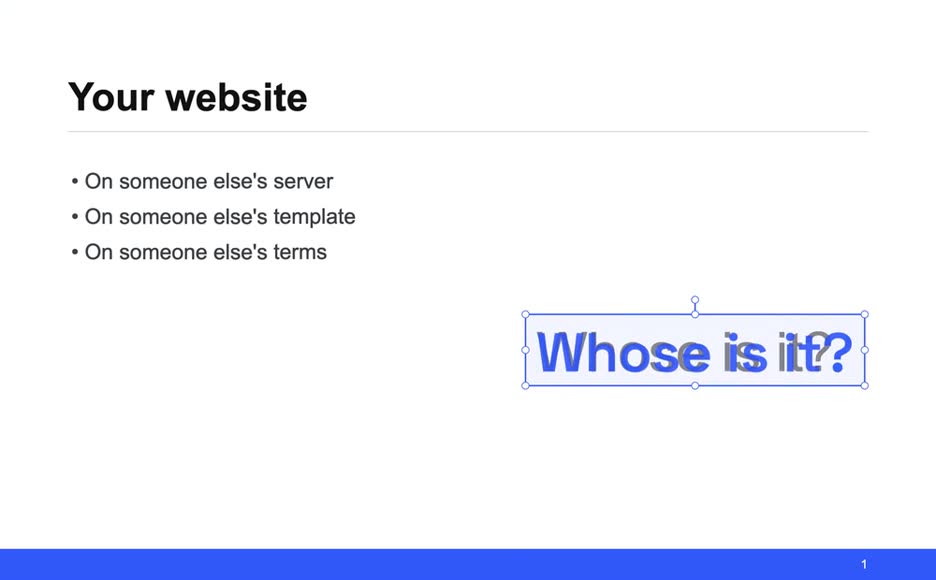 Your website
• On someone else's server
• On someone else's template
• On someone else's terms
Whose is it?
1